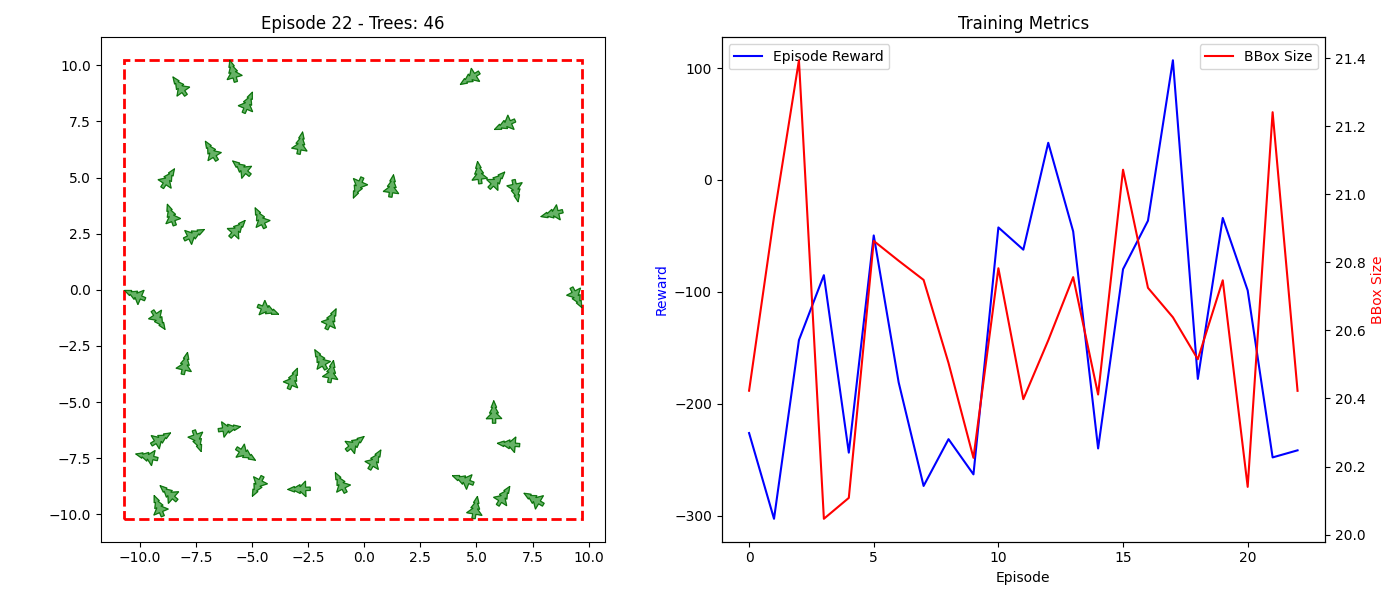 Episode 22 - Trees: 46
10.0
7.5
5.0
2.5
0.0
−2.5
−5.0
−7.5
−10.0
−10.0 −7.5 −5.0 −2.5 0.0 2.5 5.0 7.5 10.0
Training Metrics
Episode Reward
BBox Size
100
0
−100
−200
−300
Reward
0 5 10 15 20
Episode
21.4
21.2
21.0
20.8
20.6
20.4
20.2
20.0
BBox Size